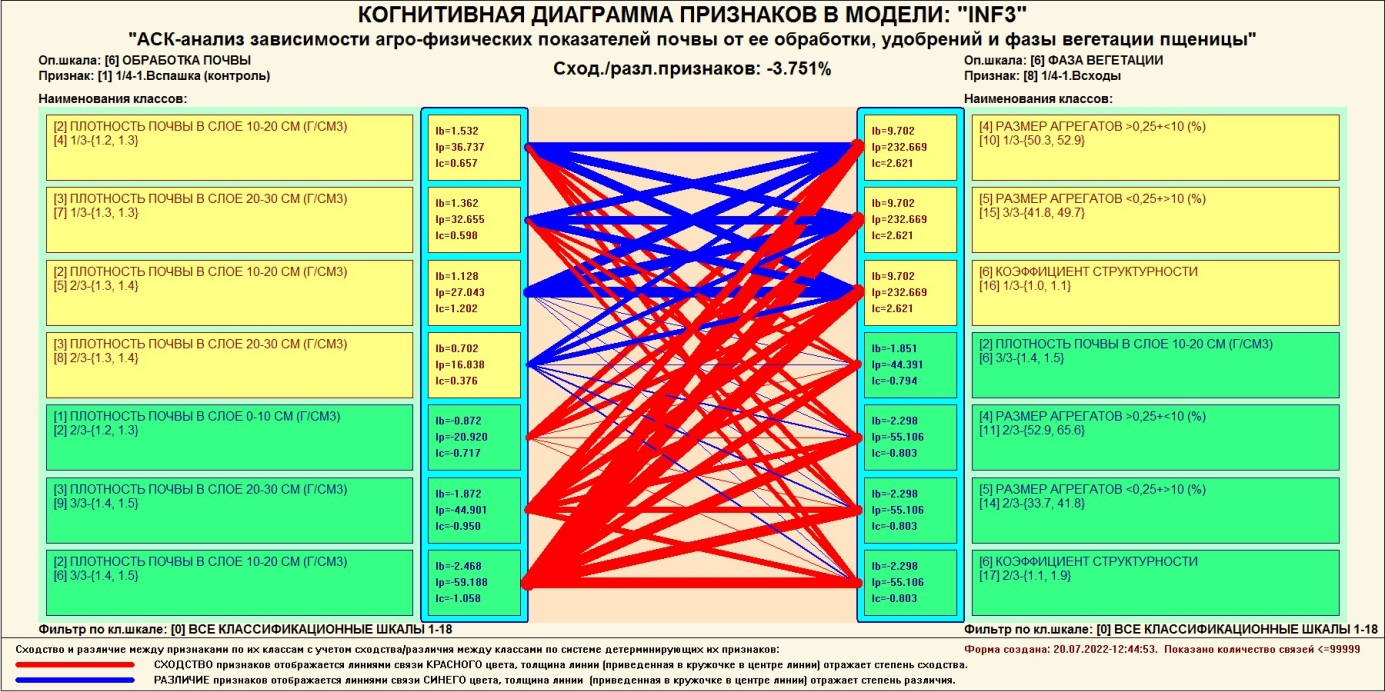 КОГНИТИВНАЯ ДИАГРАММА ПРИЗНАКОВ В МОДЕЛИ: "INF3"
"АСК-анализ зависимости агро-физических показателей почвы от ее обработки, удобрений и фазы вегетации пщеницы"
Оп.шкала: [6] ОБРАБОТКА ПОЧВЫ
Признак: [1] 1/4-1.Вспашка (контроль)
Сход./разл.признаков: -3.751%
Оп.шкала: [6] ФАЗА ВЕГЕТАЦИИ
Признак: [8] 1/4-1.Всходы
Наименования классов:
[2] ПЛОТНОСТЬ ПОЧВЫ В СЛОЕ 10-20 СМ (Г/СМ3)
[4] 1/3-{1.2, 1.3}
[3] ПЛОТНОСТЬ ПОЧВЫ В СЛОЕ 20-30 СМ (Г/СМ3)
[7] 1/3-{1.3, 1.3}
[2] ПЛОТНОСТЬ ПОЧВЫ В СЛОЕ 10-20 СМ (Г/СМ3)
[5] 2/3-{1.3, 1.4}
[3] ПЛОТНОСТЬ ПОЧВЫ В СЛОЕ 20-30 СМ (Г/СМ3)
[8] 2/3-{1.3, 1.4}
[1] ПЛОТНОСТЬ ПОЧВЫ В СЛОЕ 0-10 СМ (Г/СМ3)
[2] 2/3-{1.2, 1.3}
[3] ПЛОТНОСТЬ ПОЧВЫ В СЛОЕ 20-30 СМ (Г/СМ3)
[9] 3/3-{1.4, 1.5}
[2] ПЛОТНОСТЬ ПОЧВЫ В СЛОЕ 10-20 СМ (Г/СМ3)
[6] 3/3-{1.4, 1.5}
Ib=1.532
Ip=36.737
Ic=0.657
Ib=1.362
Ip=32.655
Ic=0.598
Ib=1.128
Ip=27.043
Ic=1.202
Ib=0.702
Ip=16.838
Ic=0.376
Ib=-0.872
Ip=-20.920
Ic=-0.717
Ib=-1.872
Ip=-44.901
Ic=-0.950
Ib=-2.468
Ip=-59.188
Ic=-1.058
Ib=9.702
Ip=232.669
Ic=2.621
Ib=9.702
Ip=232.669
Ic=2.621
Ib=9.702
Ip=232.669
Ic=2.621
Ib=-1.851
Ip=-44.391
Ic=-0.794
Ib=-2.298
Ip=-55.106
Ic=-0.803
Ib=-2.298
Ip=-55.106
Ic=-0.803
Ib=-2.298
Ip=-55.106
Ic=-0.803
Наименования классов:
[4] РАЗМЕР АГРЕГАТОВ >0,25+<10 (%)
[10] 1/3-{50.3, 52.9}
[5] РАЗМЕР АГРЕГАТОВ <0,25+>10 (%)
[15] 3/3-{41.8, 49.7}
[6] КОЭФФИЦИЕНТ СТРУКТУРНОСТИ
[16] 1/3-{1.0, 1.1}
[2] ПЛОТНОСТЬ ПОЧВЫ В СЛОЕ 10-20 СМ (Г/СМ3)
[6] 3/3-{1.4, 1.5}
[4] РАЗМЕР АГРЕГАТОВ >0,25+<10 (%)
[11] 2/3-{52.9, 65.6}
[5] РАЗМЕР АГРЕГАТОВ <0,25+>10 (%)
[14] 2/3-{33.7, 41.8}
[6] КОЭФФИЦИЕНТ СТРУКТУРНОСТИ
[17] 2/3-{1.1, 1.9}
Фильтр по кл.шкале: [0] ВСЕ КЛАССИФИКАЦИОННЫЕ ШКАЛЫ 1-18
Фильтр по кл.шкале: [0] ВСЕ КЛАССИФИКАЦИОННЫЕ ШКАЛЫ 1-18
Сходство и различие между признаками по их классам с учетом сходства/различия между классами по системе детерминирующих их признаков:
Форма создана: 20.07.2022-12:44:53. Показано количество связей <=99999
СХОДСТВО признаков отображается линиями связи КРАСНОГО цвета, толщина линии (приведенная в кружочке в центре линии) отражает степень сходства.
РАЗЛИЧИЕ признаков отображается линиями связи СИНЕГО цвета, толщина линии (приведенная в кружочке в центре линии) отражает степень различия.